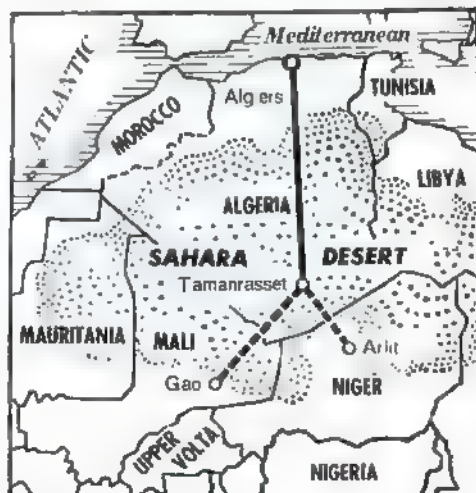 Mediterranean
ATLANTIC
Algiers
TUNISIA
MOROCCO
LIBYA
ALGERIA
SAHARA DESERT
Tamanrasset
MAURITANIA
MALI
Arlit
Gao
NIGER
UPPER
VOLTA
NIGERIA